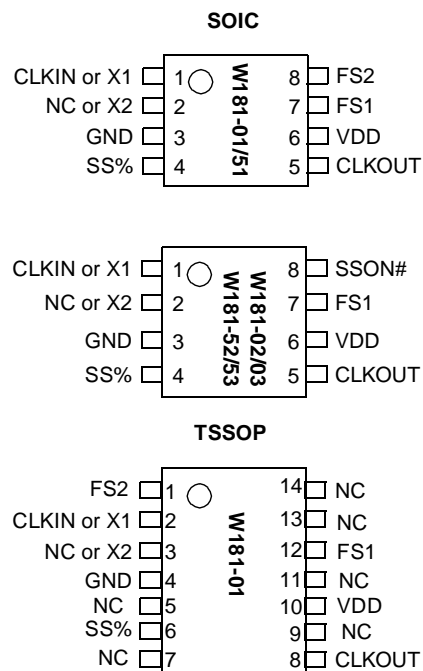 SOIC
CLKIN or X1 1 8 FS2
NC or X2 2 7 FS1
GND 3 6 VDD
SS% 4 5 CLKOUT
W181-01/51
CLKIN or X1 1 8 SSON#
NC or X2 2 7 FS1
GND 3 6 VDD
SS% 4 5 CLKOUT
W181-02/03
W181-52/53
TSSOP
FS2 1 14 NC
CLKIN or X1 2 13 NC
NC or X2 3 12 FS1
GND 4 11 NC
NC 5 10 VDD
SS% 6 9 NC
NC 7 8 CLKOUT
W181-01